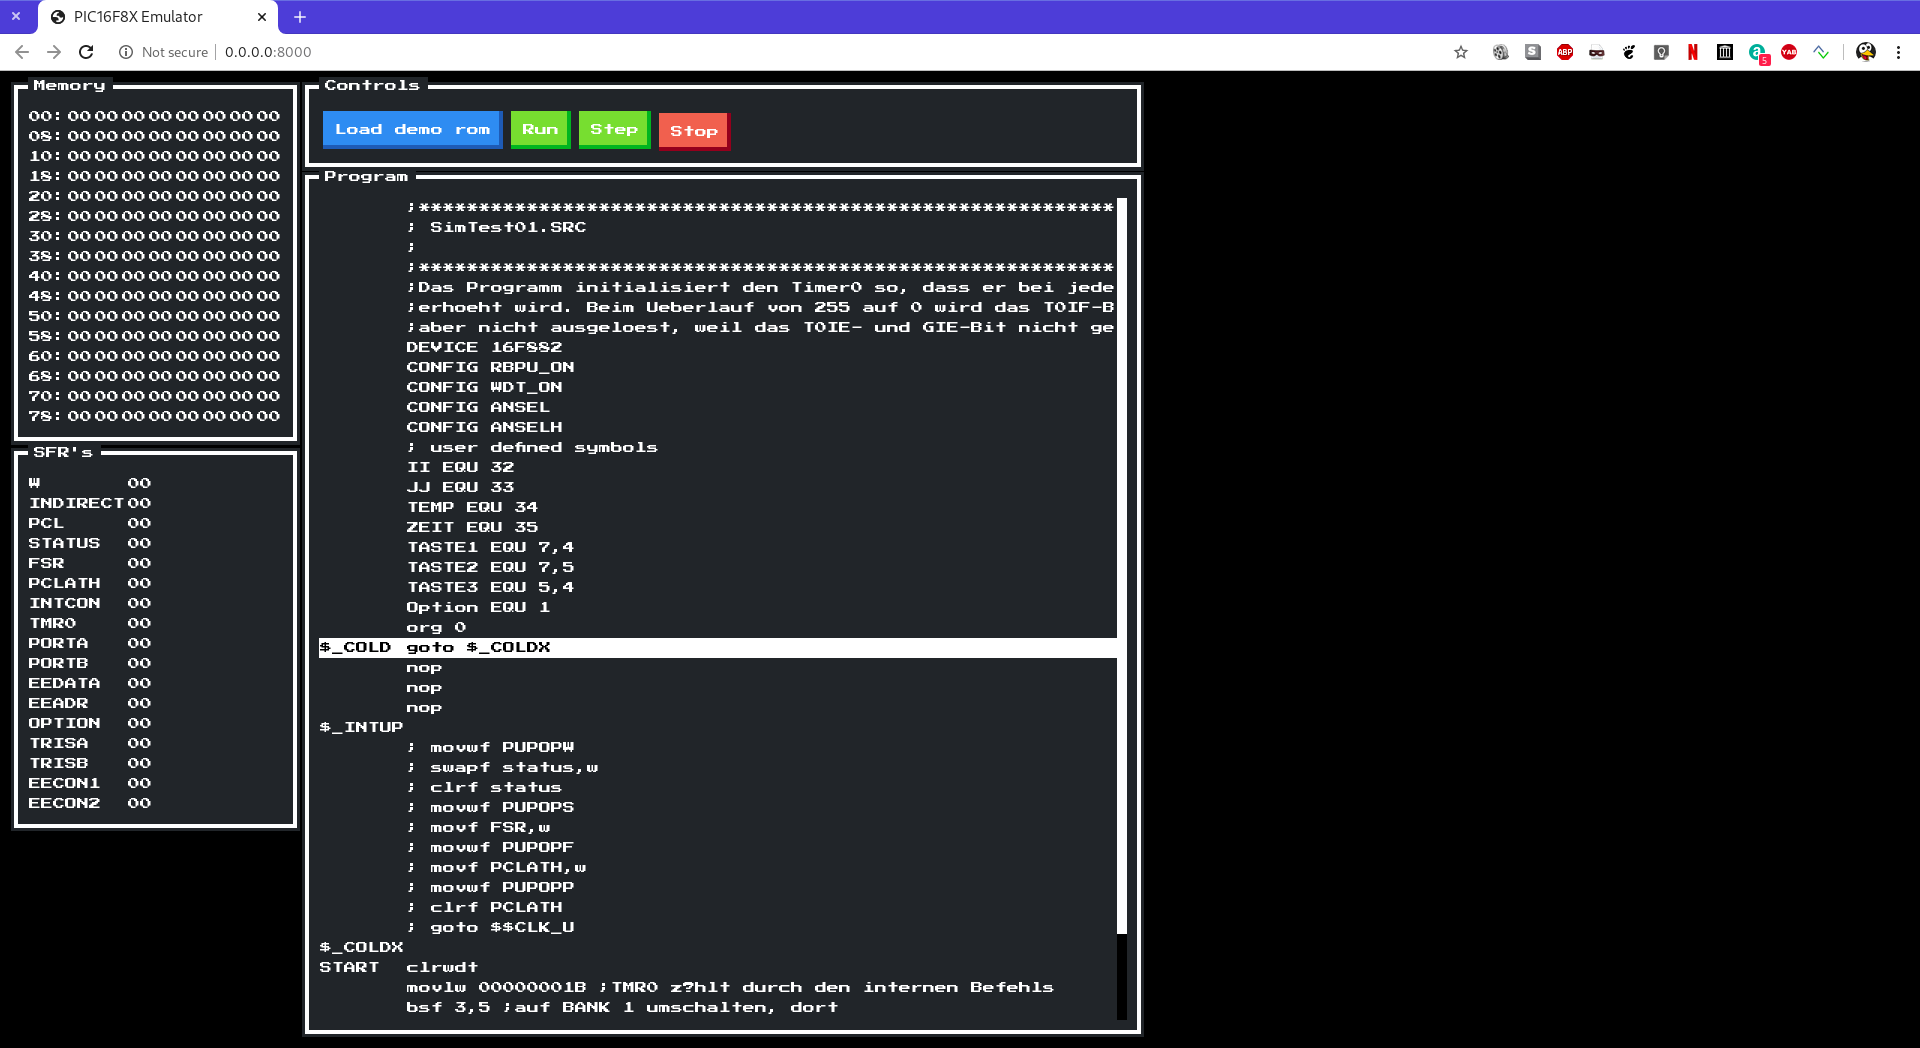 PIC16F8X Emulator
Not secure 0.0.0.0:8000
S ABP N a 5 YAB
Memory
00: 00 00 00 00 00 00 00 00
08: 00 00 00 00 00 00 00 00
10: 00 00 00 00 00 00 00 00
18: 00 00 00 00 00 00 00 00
20: 00 00 00 00 00 00 00 00
28: 00 00 00 00 00 00 00 00
30: 00 00 00 00 00 00 00 00
38: 00 00 00 00 00 00 00 00
40: 00 00 00 00 00 00 00 00
48: 00 00 00 00 00 00 00 00
50: 00 00 00 00 00 00 00 00
58: 00 00 00 00 00 00 00 00
60: 00 00 00 00 00 00 00 00
68: 00 00 00 00 00 00 00 00
70: 00 00 00 00 00 00 00 00
78: 00 00 00 00 00 00 00 00
SFR's
W 00
INDIRECT 00
PCL 00
STATUS 00
FSR 00
PCLATH 00
INTCON 00
TMR0 00
PORTA 00
PORTB 00
EEDATA 00
EEADR 00
OPTION 00
TRISA 00
TRISB 00
EECON1 00
EECON2 00
Controls
Load demo rom Run Step Stop
Program
;**********************************************************
; SimTest01.SRC
;
;**********************************************************
;Das Programm initialisiert den Timer0 so, dass er bei jede
;erhoeht wird. Beim Ueberlauf von 255 auf 0 wird das T0IF-B
;aber nicht ausgeloest, weil das T0IE- und GIE-Bit nicht ge
DEVICE 16F882
CONFIG RBPU_ON
CONFIG WDT_ON
CONFIG ANSEL
CONFIG ANSELH
; user defined symbols
II EQU 32
JJ EQU 33
TEMP EQU 34
ZEIT EQU 35
TASTE1 EQU 7,4
TASTE2 EQU 7,5
TASTE3 EQU 5,4
Option EQU 1
org 0
$_COLD goto $_COLDX
nop
nop
nop
$_INTUP
; movwf PUPOPW
; swapf status,w
; clrf status
; movwf PUPOPS
; movf FSR,w
; movwf PUPOPF
; movf PCLATH,w
; movwf PUPOPP
; clrf PCLATH
; goto $$CLK_U
$_COLDX
START clrwdt
movlw 00000001B ;TMR0 z?hlt durch den internen Befehls
bsf 3,5 ;auf BANK 1 umschalten, dort